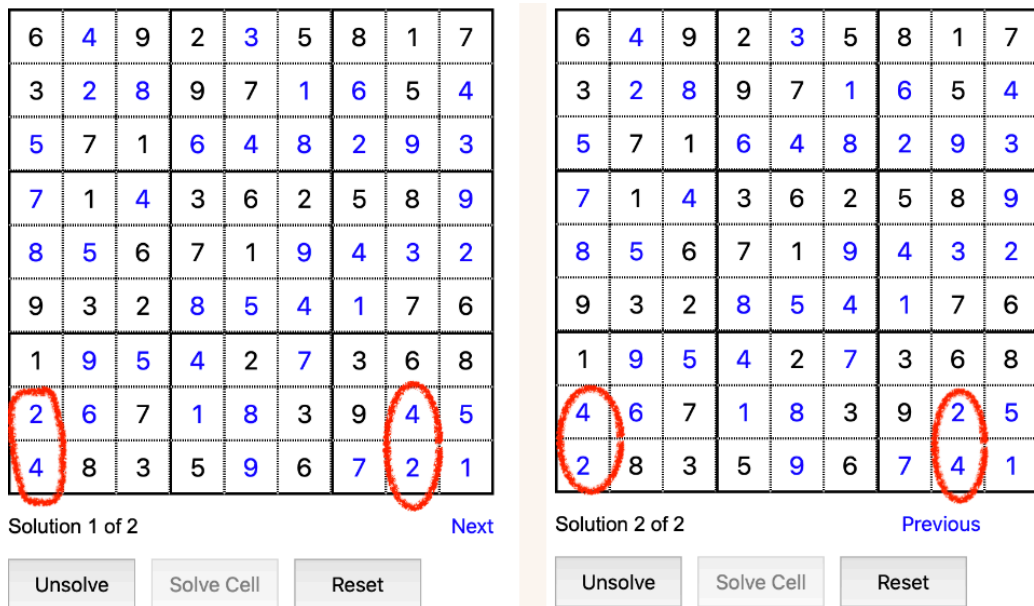 6 4 9 2 3 5 8 1 7
3 2 8 9 7 1 6 5 4
5 7 1 6 4 8 2 9 3
7 1 4 3 6 2 5 8 9
8 5 6 7 1 9 4 3 2
9 3 2 8 5 4 1 7 6
1 9 5 4 2 7 3 6 8
2 6 7 1 8 3 9 4 5
4 8 3 5 9 6 7 2 1
Solution 1 of 2 Next
Unsolve Solve Cell Reset
6 4 9 2 3 5 8 1 7
3 2 8 9 7 1 6 5 4
5 7 1 6 4 8 2 9 3
7 1 4 3 6 2 5 8 9
8 5 6 7 1 9 4 3 2
9 3 2 8 5 4 1 7 6
1 9 5 4 2 7 3 6 8
4 6 7 1 8 3 9 2 5
2 8 3 5 9 6 7 4 1
Solution 2 of 2 Previous
Unsolve Solve Cell Reset